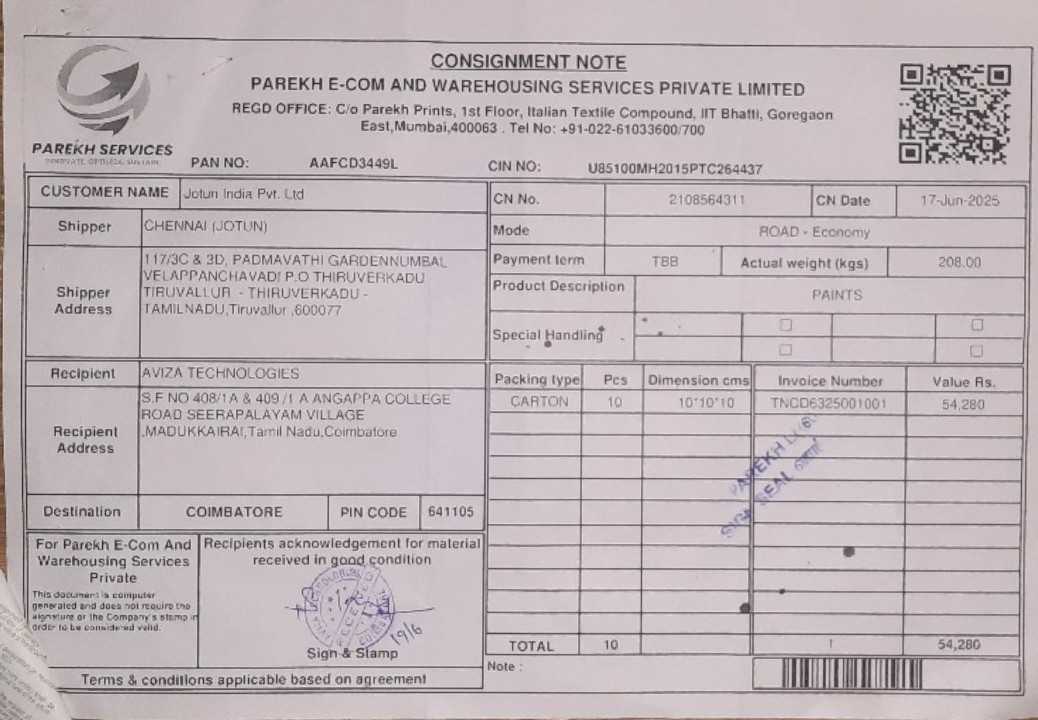 CONSIGNMENT NOTE
PAREKH E-COM AND WAREHOUSING SERVICES PRIVATE LIMITED
REGD OFFICE: C/o Parekh Prints, 1st Floor, Italian Textile Compound, IIT Bhatti, Goregaon
East,Mumbai,400063 . Tel No: +91-022-61033600/700
PAREKH SERVICES
PAN NO: AAFCD3449L CIN NO: U85100MH2015PTC264437
CUSTOMER NAME Jotun India Pvt. Ltd
CN No. 2108564311 CN Date 17-Jun-2025
Shipper CHENNAI (JOTUN)
Mode ROAD - Economy
Shipper Address
117/3C & 3D, PADMAVATHI GARDENNUMBAL
VELAPPANCHAVADI P.O THIRUVERKADU
TIRUVALLUR - THIRUVERKADU -
TAMILNADU,Tiruvallur ,600077
Payment term TBB Actual weight (kgs) 208.00
Product Description PAINTS
Special Handling
Recipient AVIZA TECHNOLOGIES
Recipient Address
S.F NO 408/1A & 409 /1 A ANGAPPA COLLEGE
ROAD SEERAPALAYAM VILLAGE
,MADUKKAIRAI,Tamil Nadu,Coimbatore
Packing type Pcs Dimension cms Invoice Number Value Rs.
CARTON 10 10*10*10 TNCD6325001001 54,280
PAREKH
SEAL
Destination COIMBATORE PIN CODE 641105
For Parekh E-Com And
Warehousing Services
Private
This document is computer
generated and does not require the
signature or the Company's stamp in
order to be considered valid.
Recipients acknowledgement for material
received in good condition
RECEIVED
19/6
Sign & Stamp
TOTAL 10 1 54,280
Note :
Terms & conditions applicable based on agreement